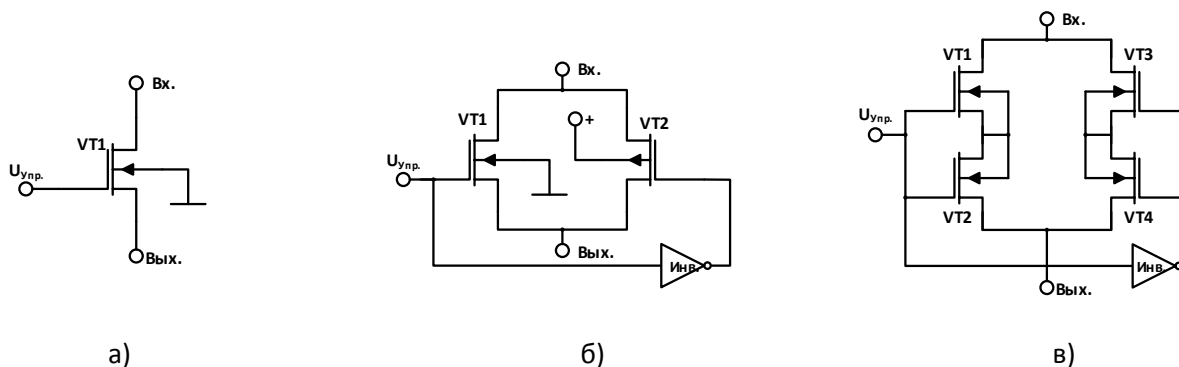 Вх.
VT1
UУпр.
Вых.
а)
Вх.
+
VT1
VT2
UУпр.
Вых.
Инв.
б)
Вх.
VT1
VT3
UУпр.
VT2
VT4
Инв.
Вых.
в)